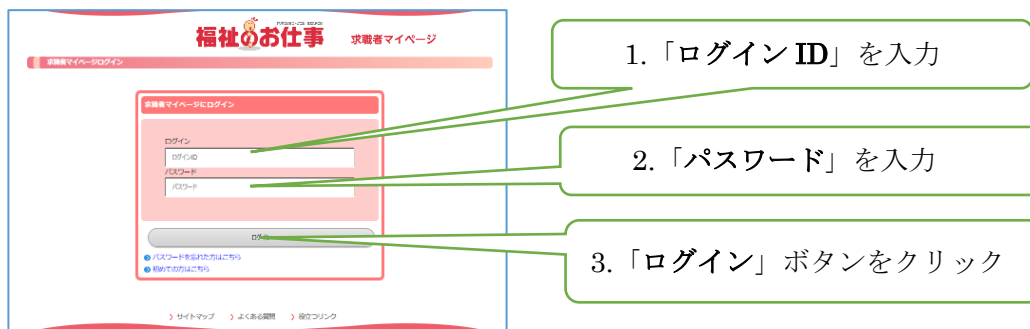 福祉のお仕事 求職者マイページ
求職者マイページログイン
求職者マイページにログイン
ログイン
ログインID
パスワード
パスワード
ログイン
パスワードを忘れた方はこちら
初めての方はこちら
サイトマップ よくある質問 役立つリンク
1.「ログイン ID」を入力
2.「パスワード」を入力
3.「ログイン」ボタンをクリック